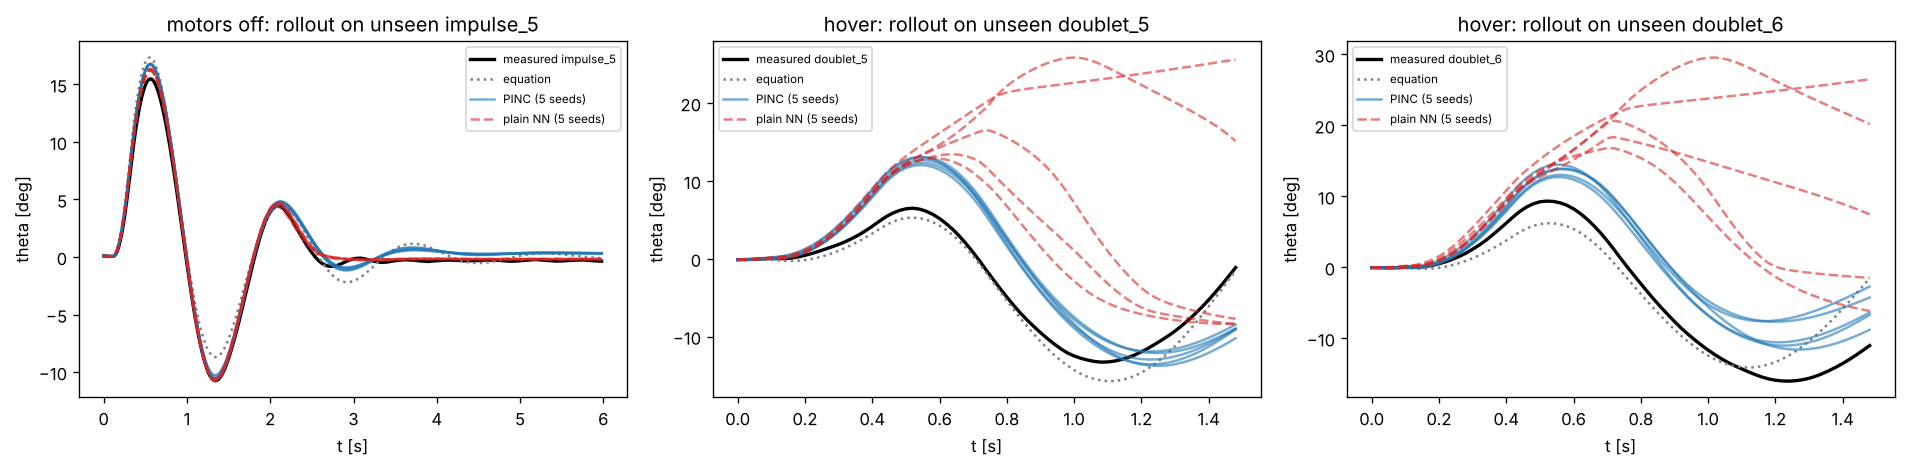 motors off: rollout on unseen impulse_5
measured impulse_5
equation
PINC (5 seeds)
plain NN (5 seeds)
theta [deg]
15
10
5
0
−5
−10
0
1
2
3
4
5
6
t [s]
hover: rollout on unseen doublet_5
measured doublet_5
equation
PINC (5 seeds)
plain NN (5 seeds)
theta [deg]
20
10
0
−10
0.0
0.2
0.4
0.6
0.8
1.0
1.2
1.4
t [s]
hover: rollout on unseen doublet_6
measured doublet_6
equation
PINC (5 seeds)
plain NN (5 seeds)
theta [deg]
30
20
10
0
−10
0.0
0.2
0.4
0.6
0.8
1.0
1.2
1.4
t [s]